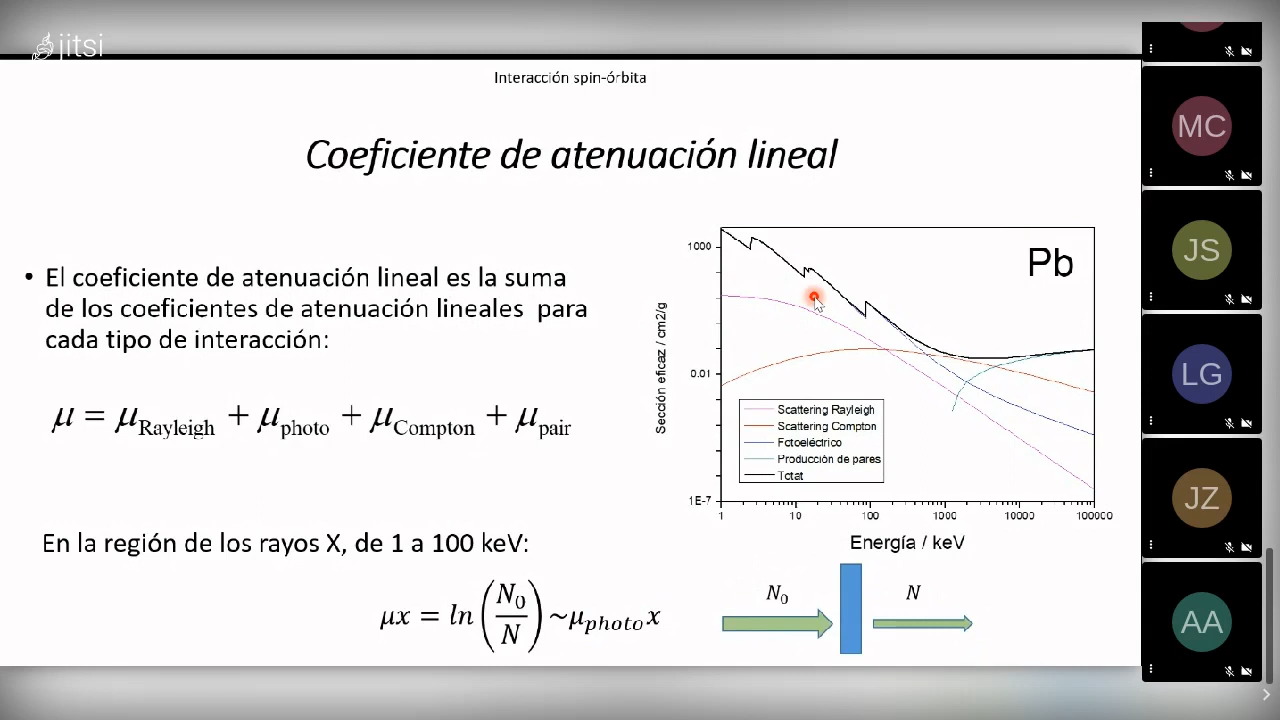 jitsi
Interacción spin-órbita
Coeficiente de atenuación lineal
• El coeficiente de atenuación lineal es la suma
de los coeficientes de atenuación lineales para
cada tipo de interacción:
μ = μRayleigh + μphoto + μCompton + μpair
En la región de los rayos X, de 1 a 100 keV:
μx = ln(N0/N) ~ μphoto x
Pb
Sección eficaz / cm2/g
1000
0.01
1E-7
Scattering Rayleigh
Scattering Compton
Fotoeléctrico
Producción de pares
Totat
1 10 100 1000 10000 100000
Energía / keV
N0 N
MC
JS
LG
JZ
AA